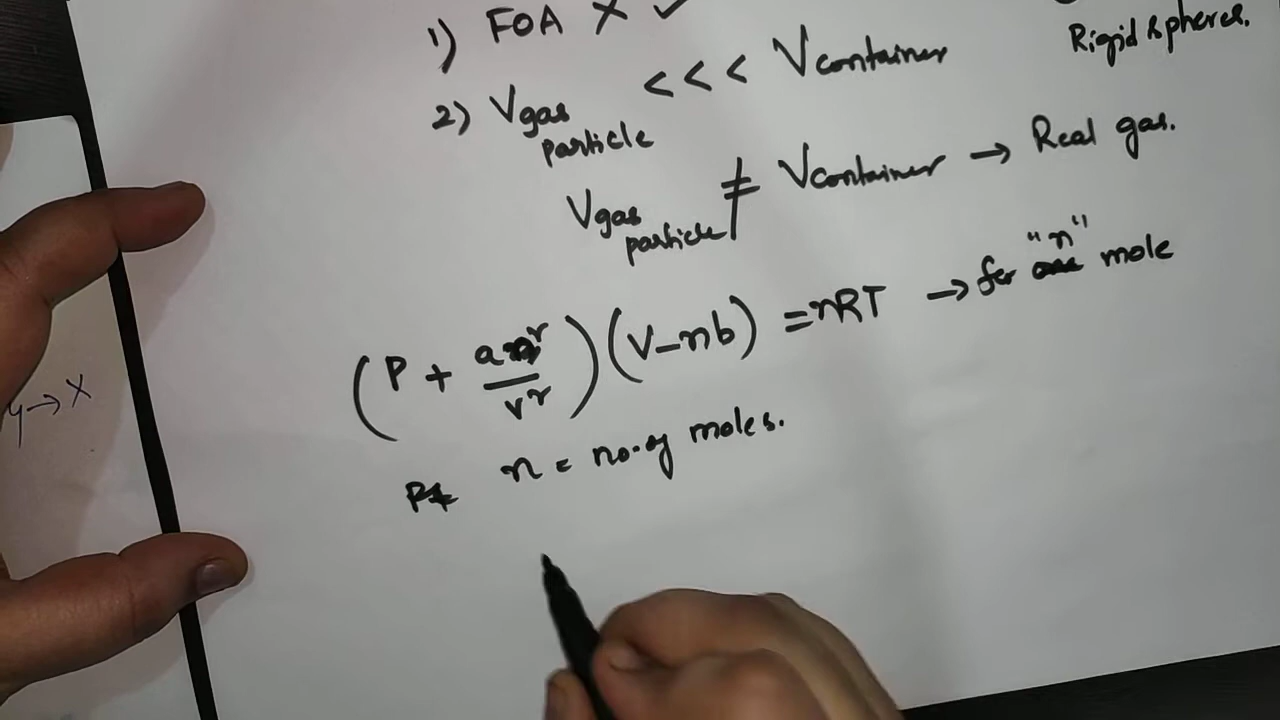 1) FOA X ✓
Rigid spheres.
2) Vgas particle <<< Vcontainer
Vgas particle ≠ Vcontainer → Real gas.
(P + an²/V²)(V-nb) = nRT → for "n" mole
n = no. of moles.
y→X